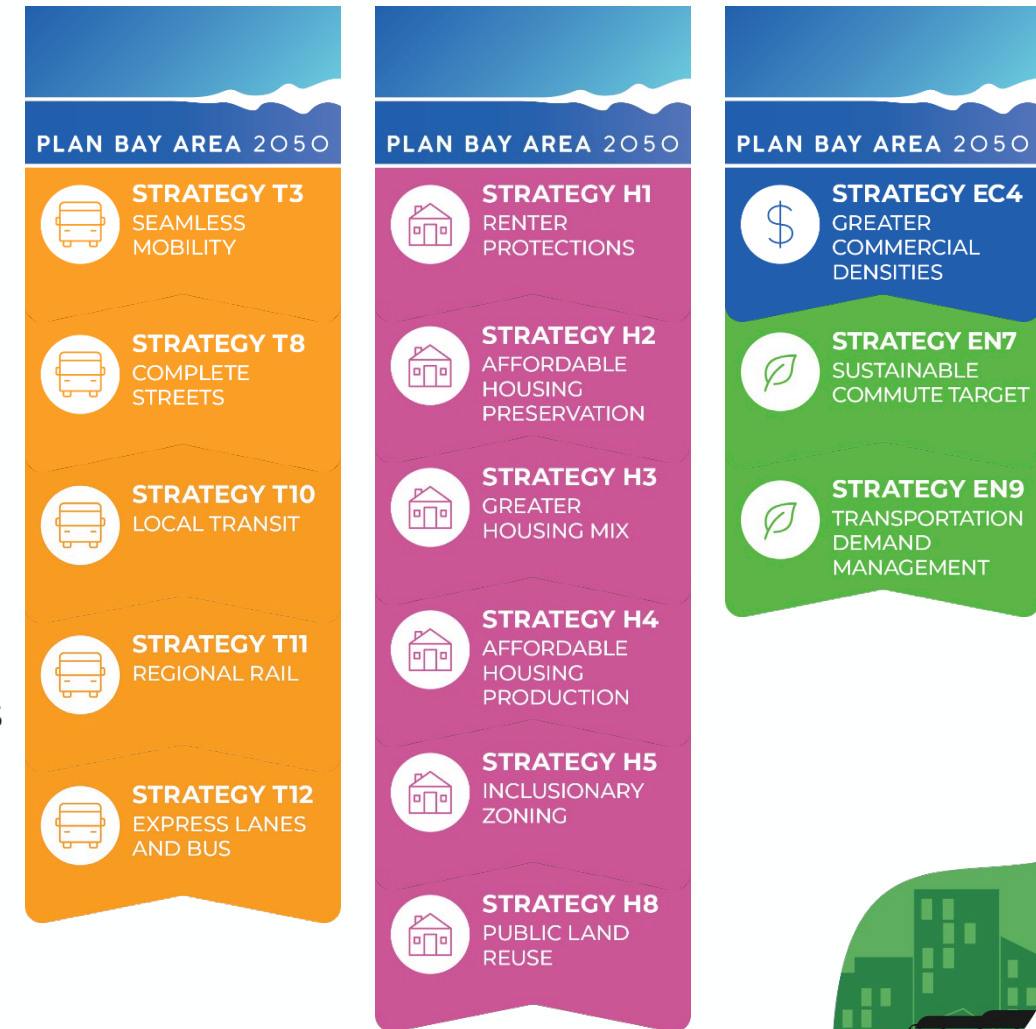 PLAN BAY AREA 2050
STRATEGY T3
SEAMLESS
MOBILITY
STRATEGY T8
COMPLETE
STREETS
STRATEGY T10
LOCAL TRANSIT
STRATEGY T11
REGIONAL RAIL
STRATEGY T12
EXPRESS LANES
AND BUS
PLAN BAY AREA 2050
STRATEGY H1
RENTER
PROTECTIONS
STRATEGY H2
AFFORDABLE
HOUSING
PRESERVATION
STRATEGY H3
GREATER
HOUSING MIX
STRATEGY H4
AFFORDABLE
HOUSING
PRODUCTION
STRATEGY H5
INCLUSIONARY
ZONING
STRATEGY H8
PUBLIC LAND
REUSE
PLAN BAY AREA 2050
$
STRATEGY EC4
GREATER
COMMERCIAL
DENSITIES
STRATEGY EN7
SUSTAINABLE
COMMUTE TARGET
STRATEGY EN9
TRANSPORTATION
DEMAND
MANAGEMENT